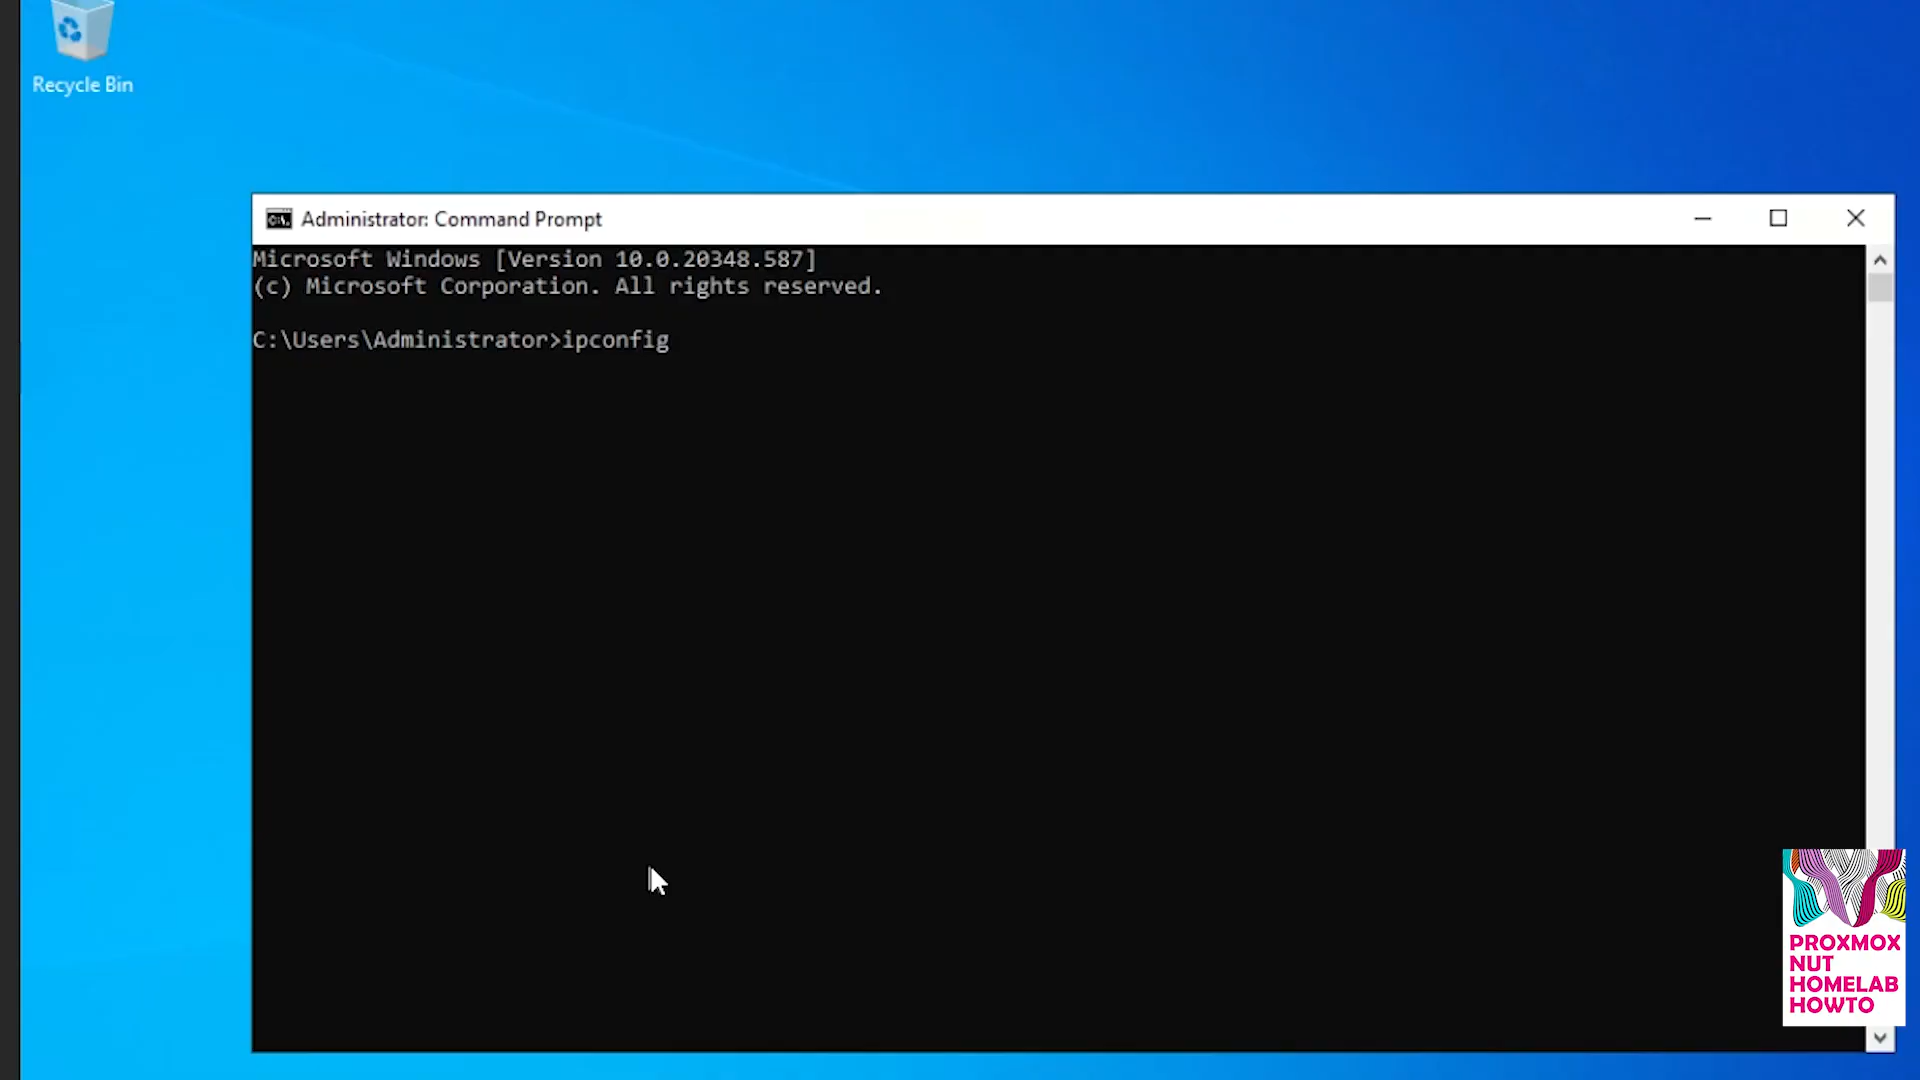 Recycle Bin
Administrator: Command Prompt
Microsoft Windows [Version 10.0.20348.587]
(c) Microsoft Corporation. All rights reserved.
C:\Users\Administrator>ipconfig
PROXMOX
NUT
HOMELAB
HOWTO